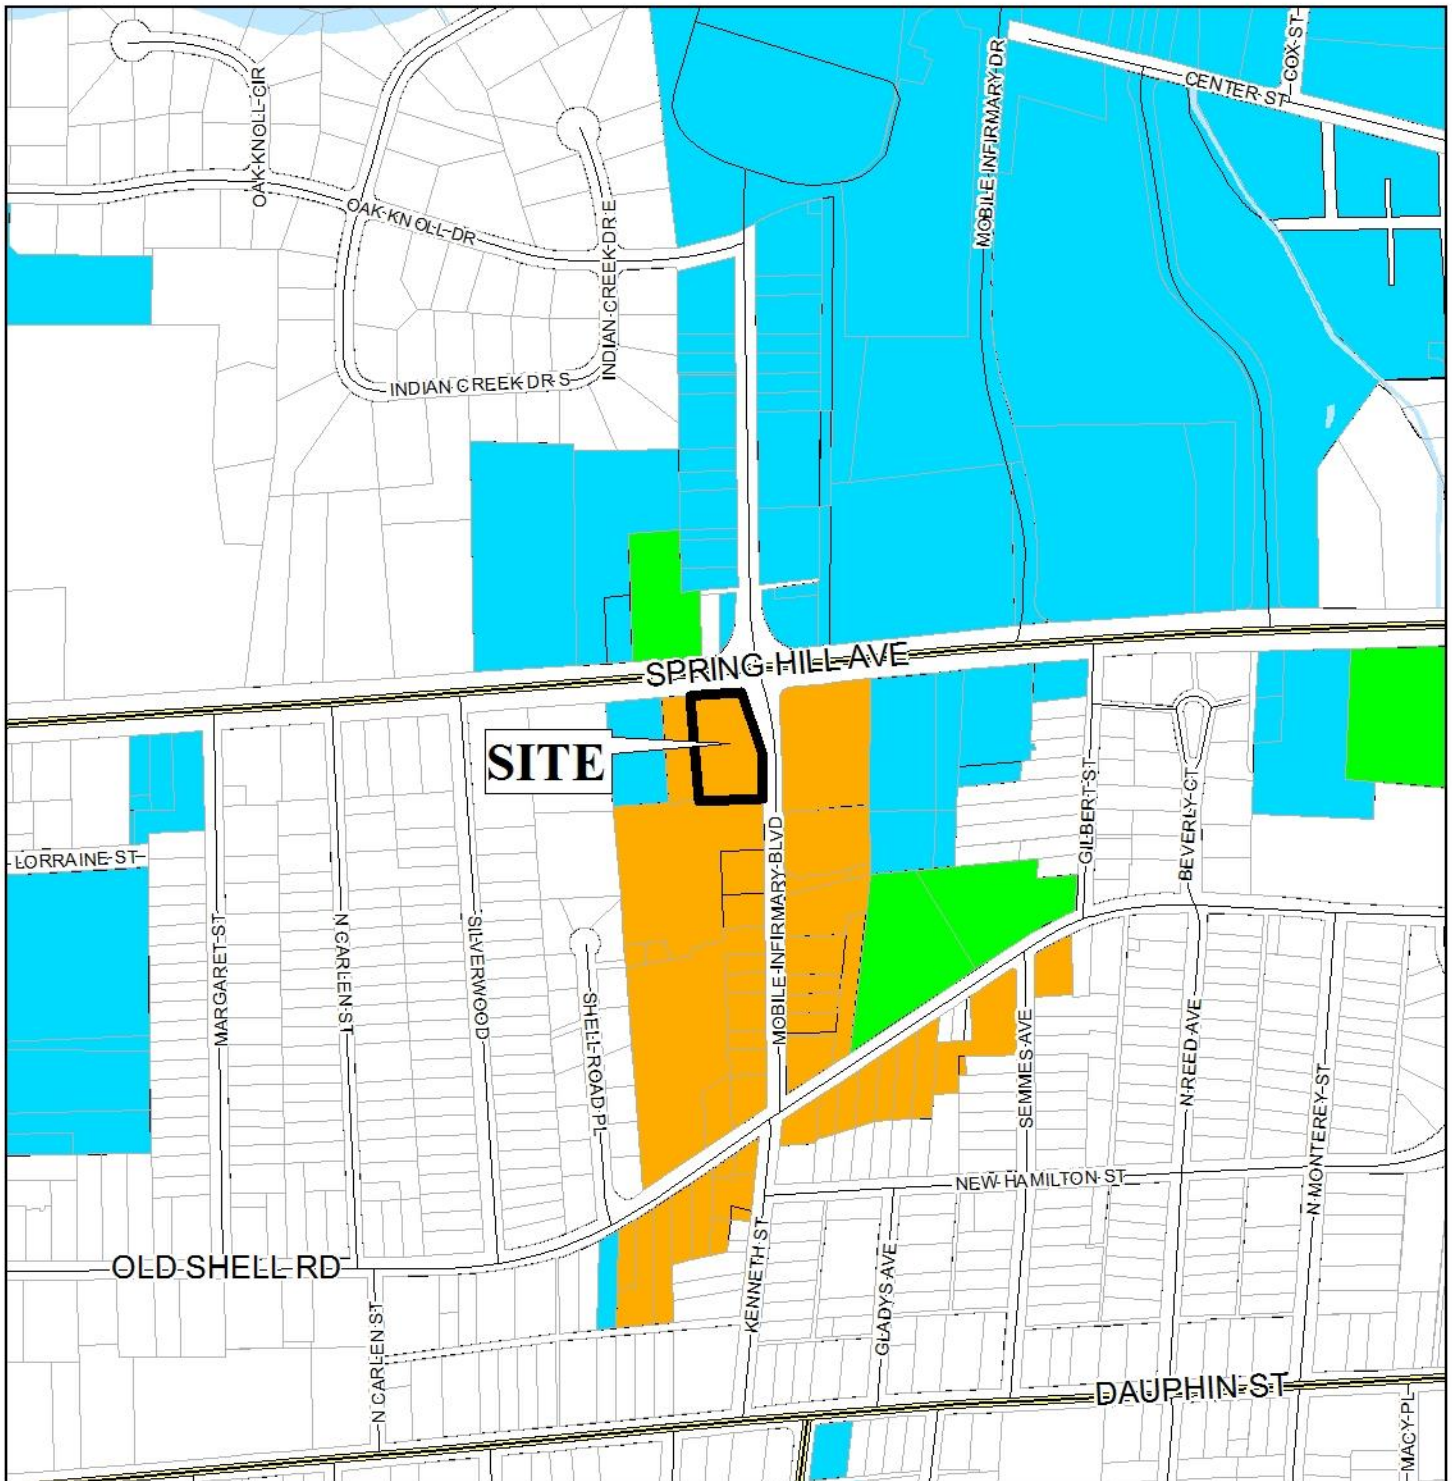 COX ST
CENTER ST
OAK KNOLL CIR
MOBILE INFIRMARY DR
OAK KNOLL DR
INDIAN CREEK DR E
INDIAN CREEK DR S
SPRING HILL AVE
SITE
GILBERT ST
BEVERLY CT
LORRAINE ST
MOBILE INFIRMARY BLVD
MARGARET ST
N CARLEN ST
SILVERWOOD
SHELL ROAD PL
SEMMES AVE
N REED AVE
N MONTEREY ST
NEW HAMILTON ST
OLD SHELL RD
KENNETH ST
GLADYS AVE
N CARLEN ST
DAUPHIN ST
MACY PL